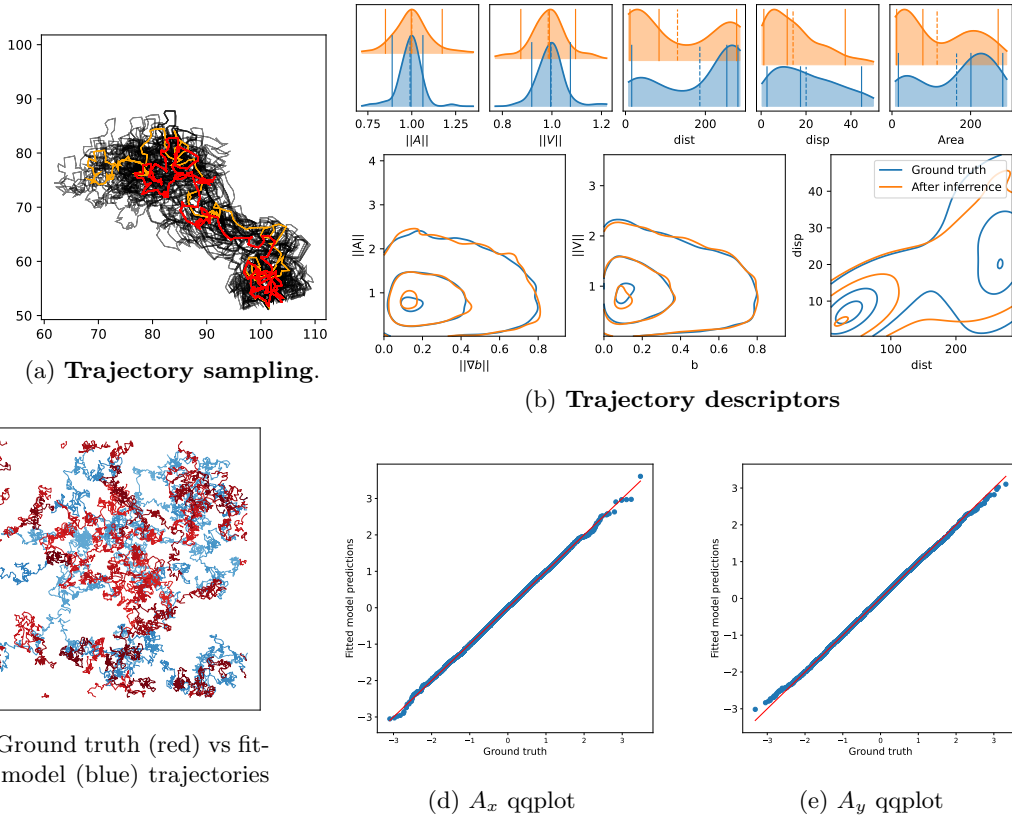 100
90
80
70
60
50
60 70 80 90 100 110
(a) Trajectory sampling.
0.75 1.00 1.25
||A||
0.8 1.0 1.2
||V||
0 200
dist
0 20 40
disp
0 200
Area
4
3
2
1
||A||
0.0 0.2 0.4 0.6 0.8
||∇b||
3
2
1
||V||
0.0 0.2 0.4 0.6 0.8
b
Ground truth
After inferrence
40
30
20
10
disp
100 200
dist
(b) Trajectory descriptors
Ground truth (red) vs fit-
model (blue) trajectories
3
2
1
0
−1
−2
−3
Fitted model predictions
−3 −2 −1 0 1 2 3
Ground truth
(d) Ax qqplot
3
2
1
0
−1
−2
−3
Fitted model predictions
−3 −2 −1 0 1 2 3
Ground truth
(e) Ay qqplot